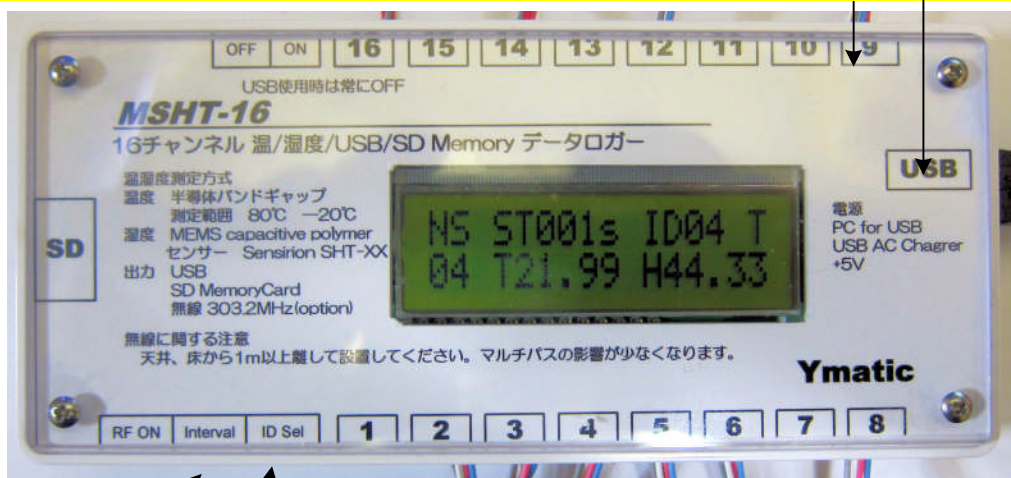 OFF ON 16 15 14 13 12 11 10 9
USB使用時は常にOFF
MSHT-16
16チャンネル 温/湿度/USB/SD Memory データロガー
USB
SD
温湿度測定方式
温度 半導体バンドギャップ
測定範囲 80℃ —20℃
湿度 MEMS capacitive polymer
センサー Sensirion SHT-XX
出力 USB
SD MemoryCard
無線 303.2MHz(option)
NS ST001s ID04 T
04 T21.99 H44.33
電源
PC for USB
USB AC Chagrer
+5V
無線に関する注意
天井、床から1m以上離して設置してください。マルチパスの影響が少なくなります。
Ymatic
RF ON Interval ID Sel 1 2 3 4 5 6 7 8